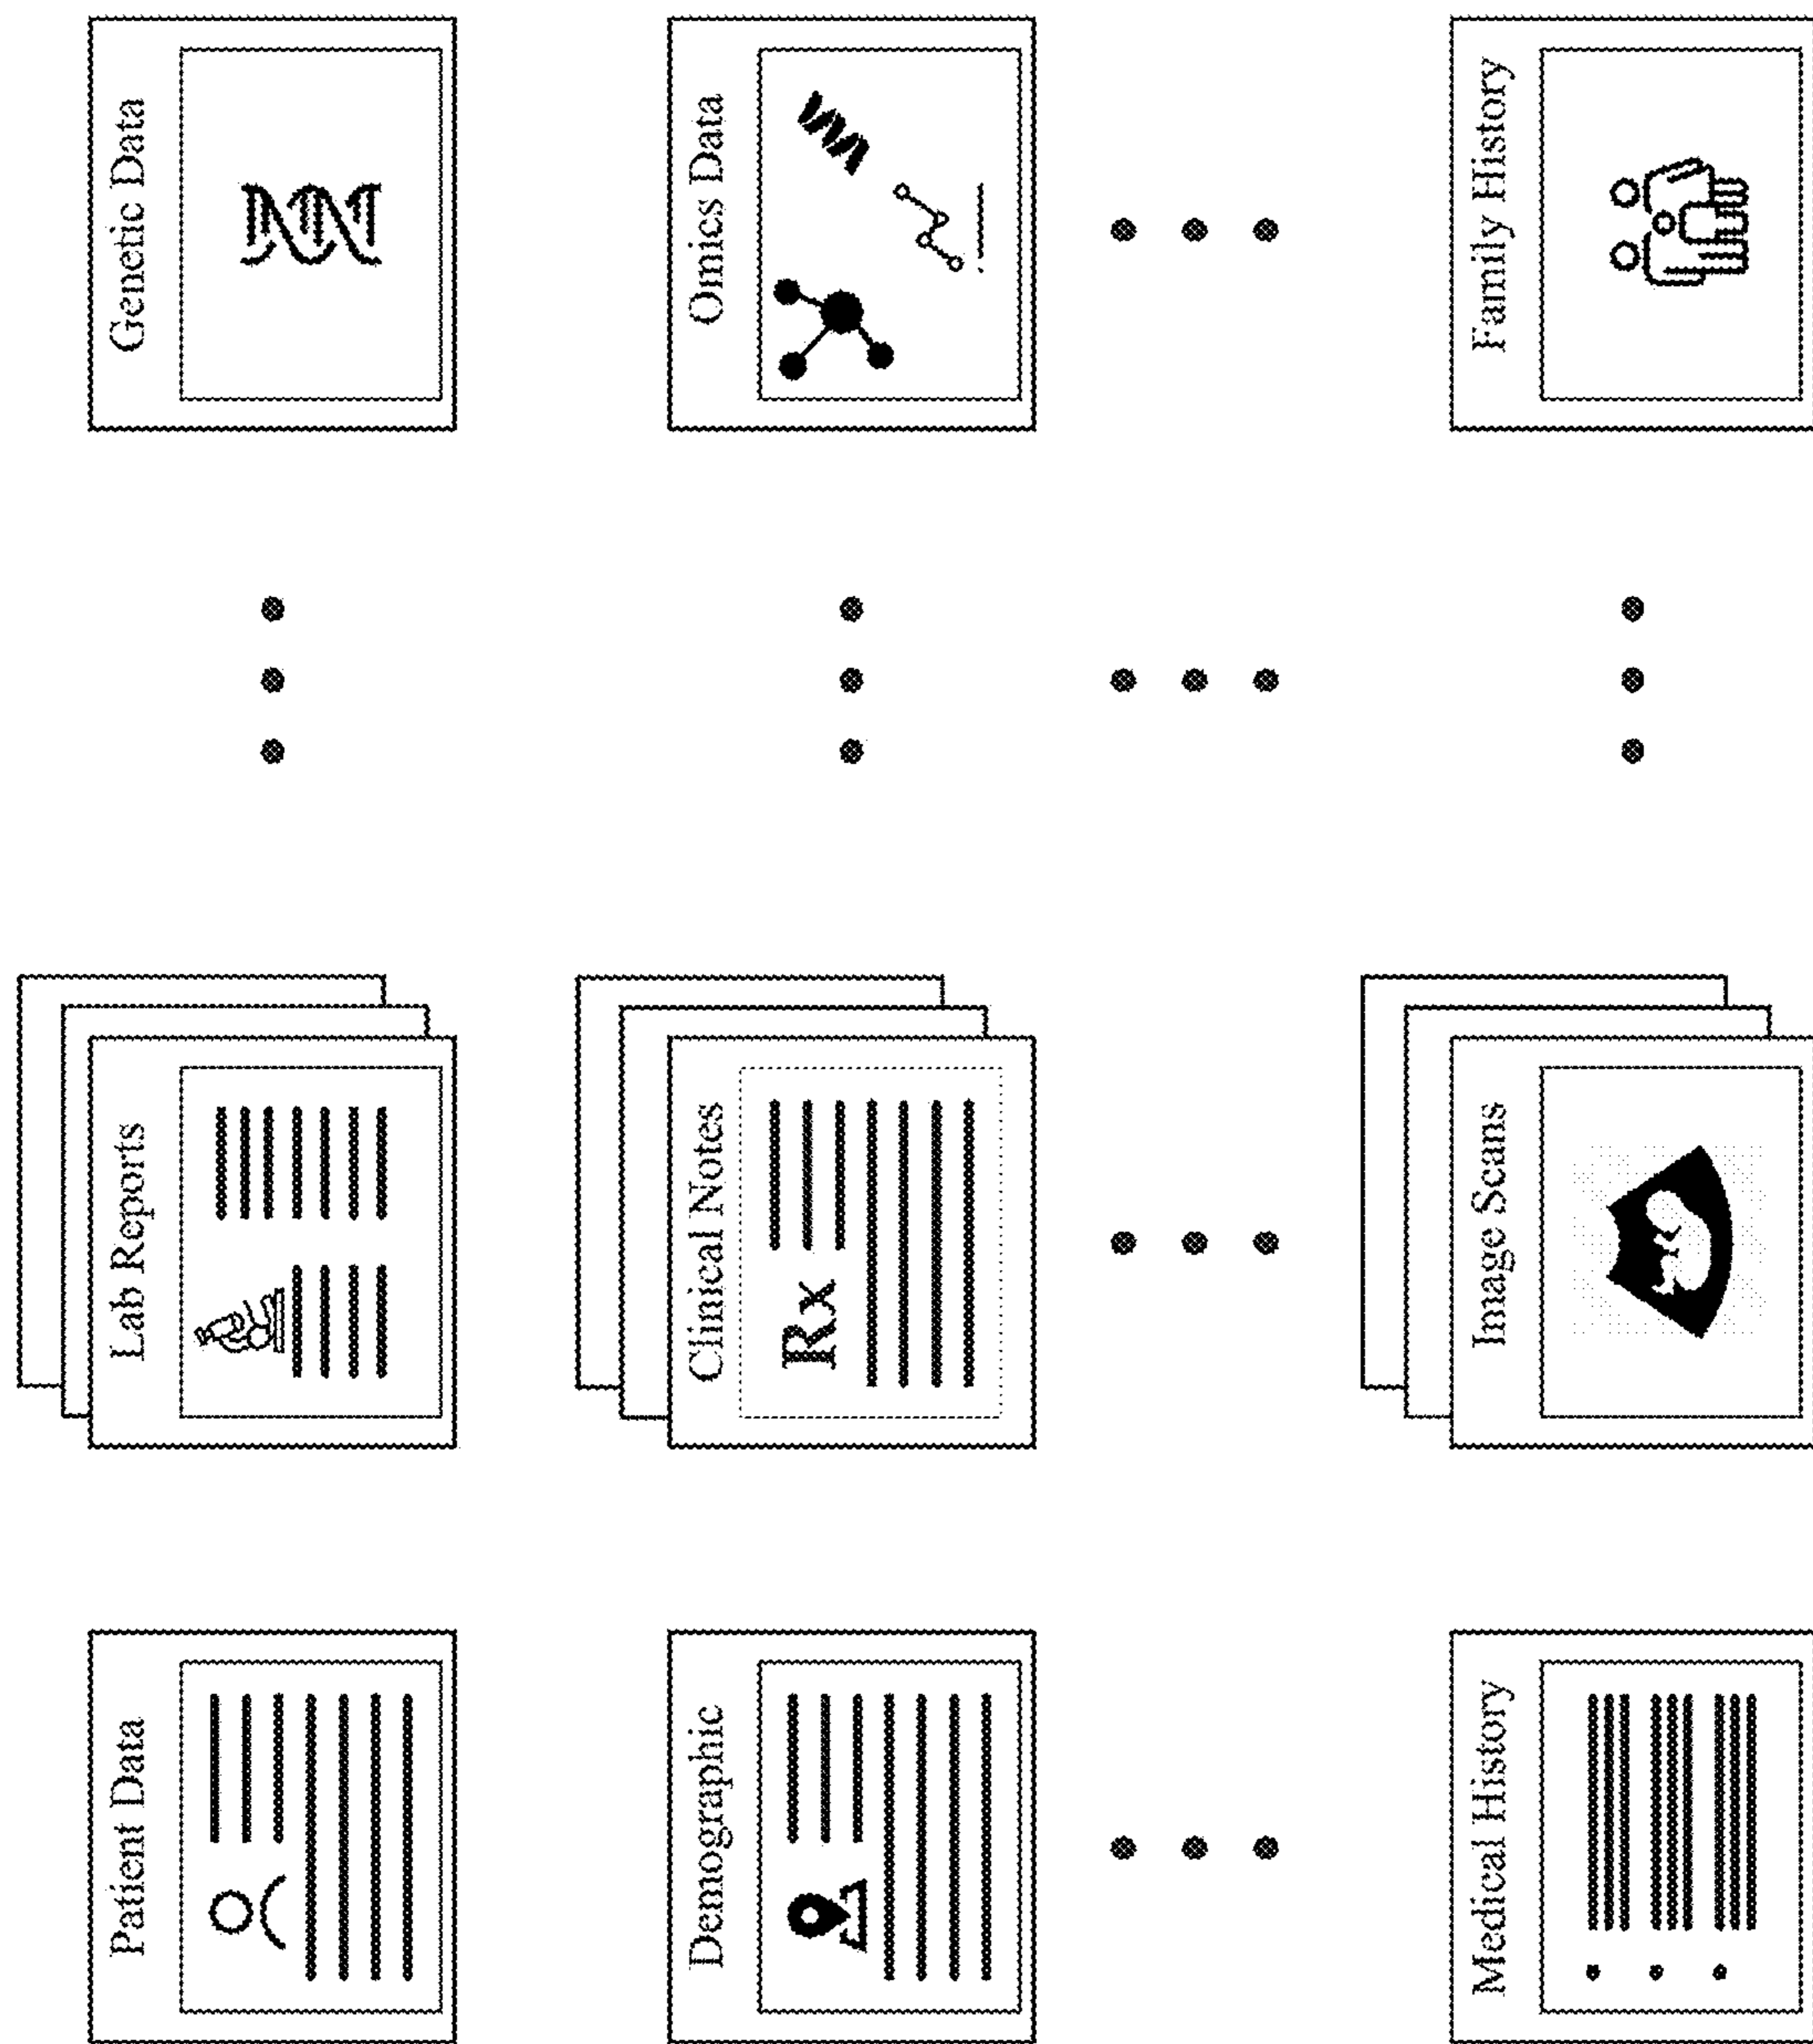 Patient Data
Lab Reports
Genetic Data
Demographic
Clinical Notes
Rx
Omics Data
Medical History
Image Scans
Family History